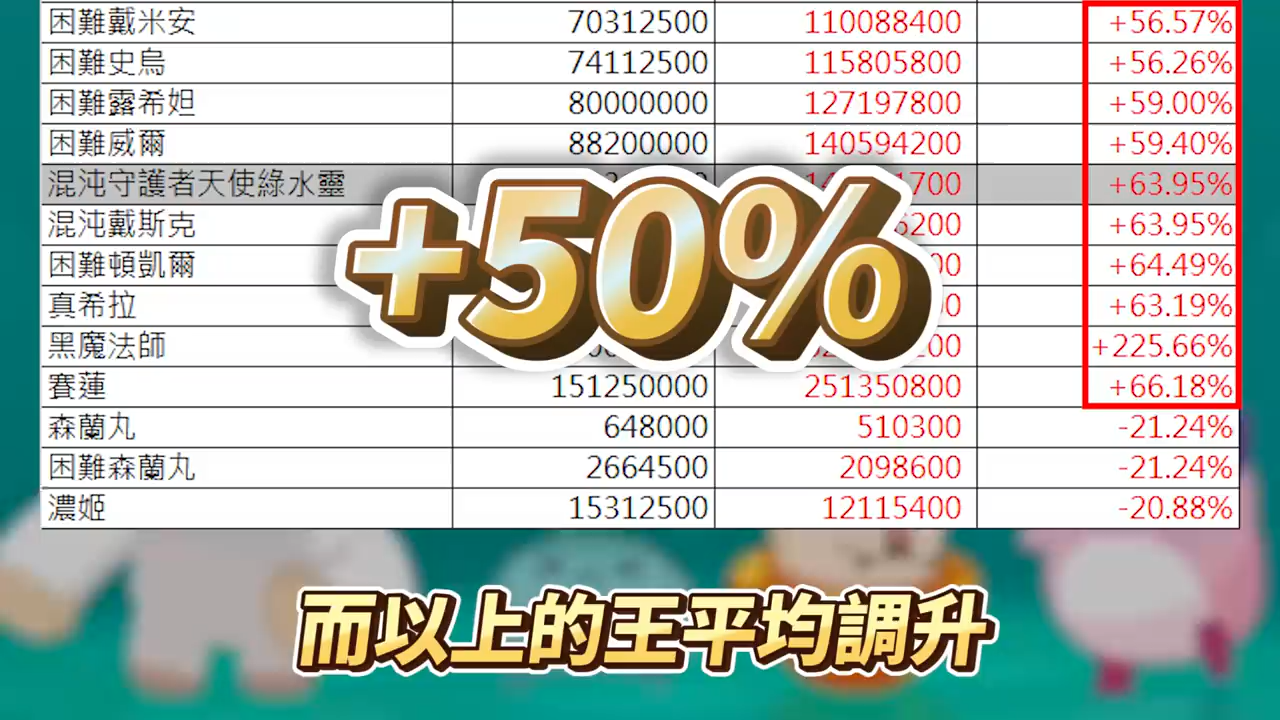 困難戴米安 70312500 110088400 +56.57%
困難史烏 74112500 115805800 +56.26%
困難露希妲 80000000 127197800 +59.00%
困難威爾 88200000 140594200 +59.40%
混沌守護者天使綠水靈 +63.95%
混沌戴斯克 +63.95%
困難頓凱爾 +64.49%
真希拉 +63.19%
黑魔法師 +225.66%
賽蓮 151250000 251350800 +66.18%
森蘭丸 648000 510300 -21.24%
困難森蘭丸 2664500 2098600 -21.24%
濃姬 15312500 12115400 -20.88%
+50%
而以上的王平均調升